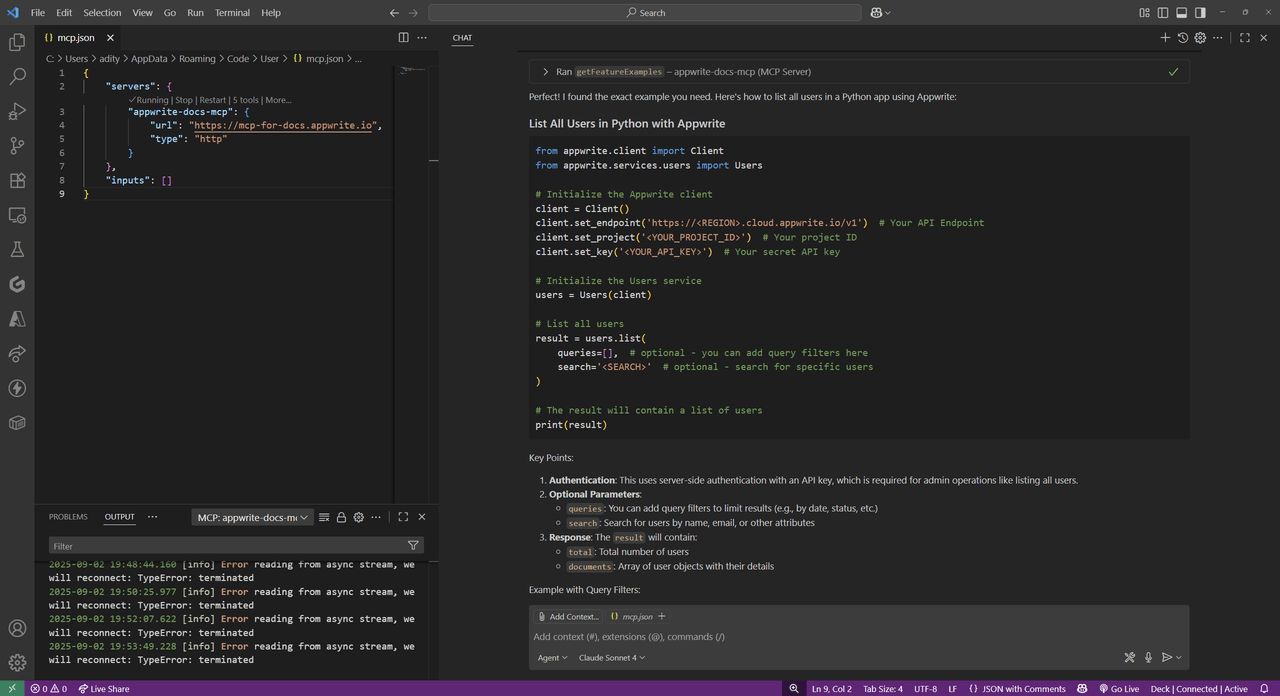 File Edit Selection View Go Run Terminal Help
Search
mcp.json
C: > Users > adity > AppData > Roaming > Code > User > {} mcp.json > ...
1 {
2 "servers": {
✓Running | Stop | Restart | 5 tools | More...
3 "appwrite-docs-mcp": {
4 "url": "https://mcp-for-docs.appwrite.io",
5 "type": "http"
6 }
7 },
8 "inputs": []
9 }
PROBLEMS OUTPUT ...
MCP: appwrite-docs-m
Filter
2025-09-02 19:48:44.160 [info] Error reading from async stream, we
will reconnect: TypeError: terminated
2025-09-02 19:50:25.977 [info] Error reading from async stream, we
will reconnect: TypeError: terminated
2025-09-02 19:52:07.622 [info] Error reading from async stream, we
will reconnect: TypeError: terminated
2025-09-02 19:53:49.228 [info] Error reading from async stream, we
will reconnect: TypeError: terminated
CHAT
> Ran getFeatureExamples – appwrite-docs-mcp (MCP Server)
Perfect! I found the exact example you need. Here's how to list all users in a Python app using Appwrite:
List All Users in Python with Appwrite
from appwrite.client import Client
from appwrite.services.users import Users
# Initialize the Appwrite client
client = Client()
client.set_endpoint('https://<REGION>.cloud.appwrite.io/v1') # Your API Endpoint
client.set_project('<YOUR_PROJECT_ID>') # Your project ID
client.set_key('<YOUR_API_KEY>') # Your secret API key
# Initialize the Users service
users = Users(client)
# List all users
result = users.list(
queries=[], # optional - you can add query filters here
search='<SEARCH>' # optional - search for specific users
)
# The result will contain a list of users
print(result)
Key Points:
1. Authentication: This uses server-side authentication with an API key, which is required for admin operations like listing all users.
2. Optional Parameters:
queries: You can add query filters to limit results (e.g., by date, status, etc.)
search: Search for users by name, email, or other attributes
3. Response: The result will contain:
total: Total number of users
documents: Array of user objects with their details
Example with Query Filters:
Add Context... {} mcp.json +
Add context (#), extensions (@), commands (/)
Agent Claude Sonnet 4
0 0 Live Share
Ln 9, Col 2 Tab Size: 4 UTF-8 LF {} JSON with Comments Go Live Deck | Connected | Active